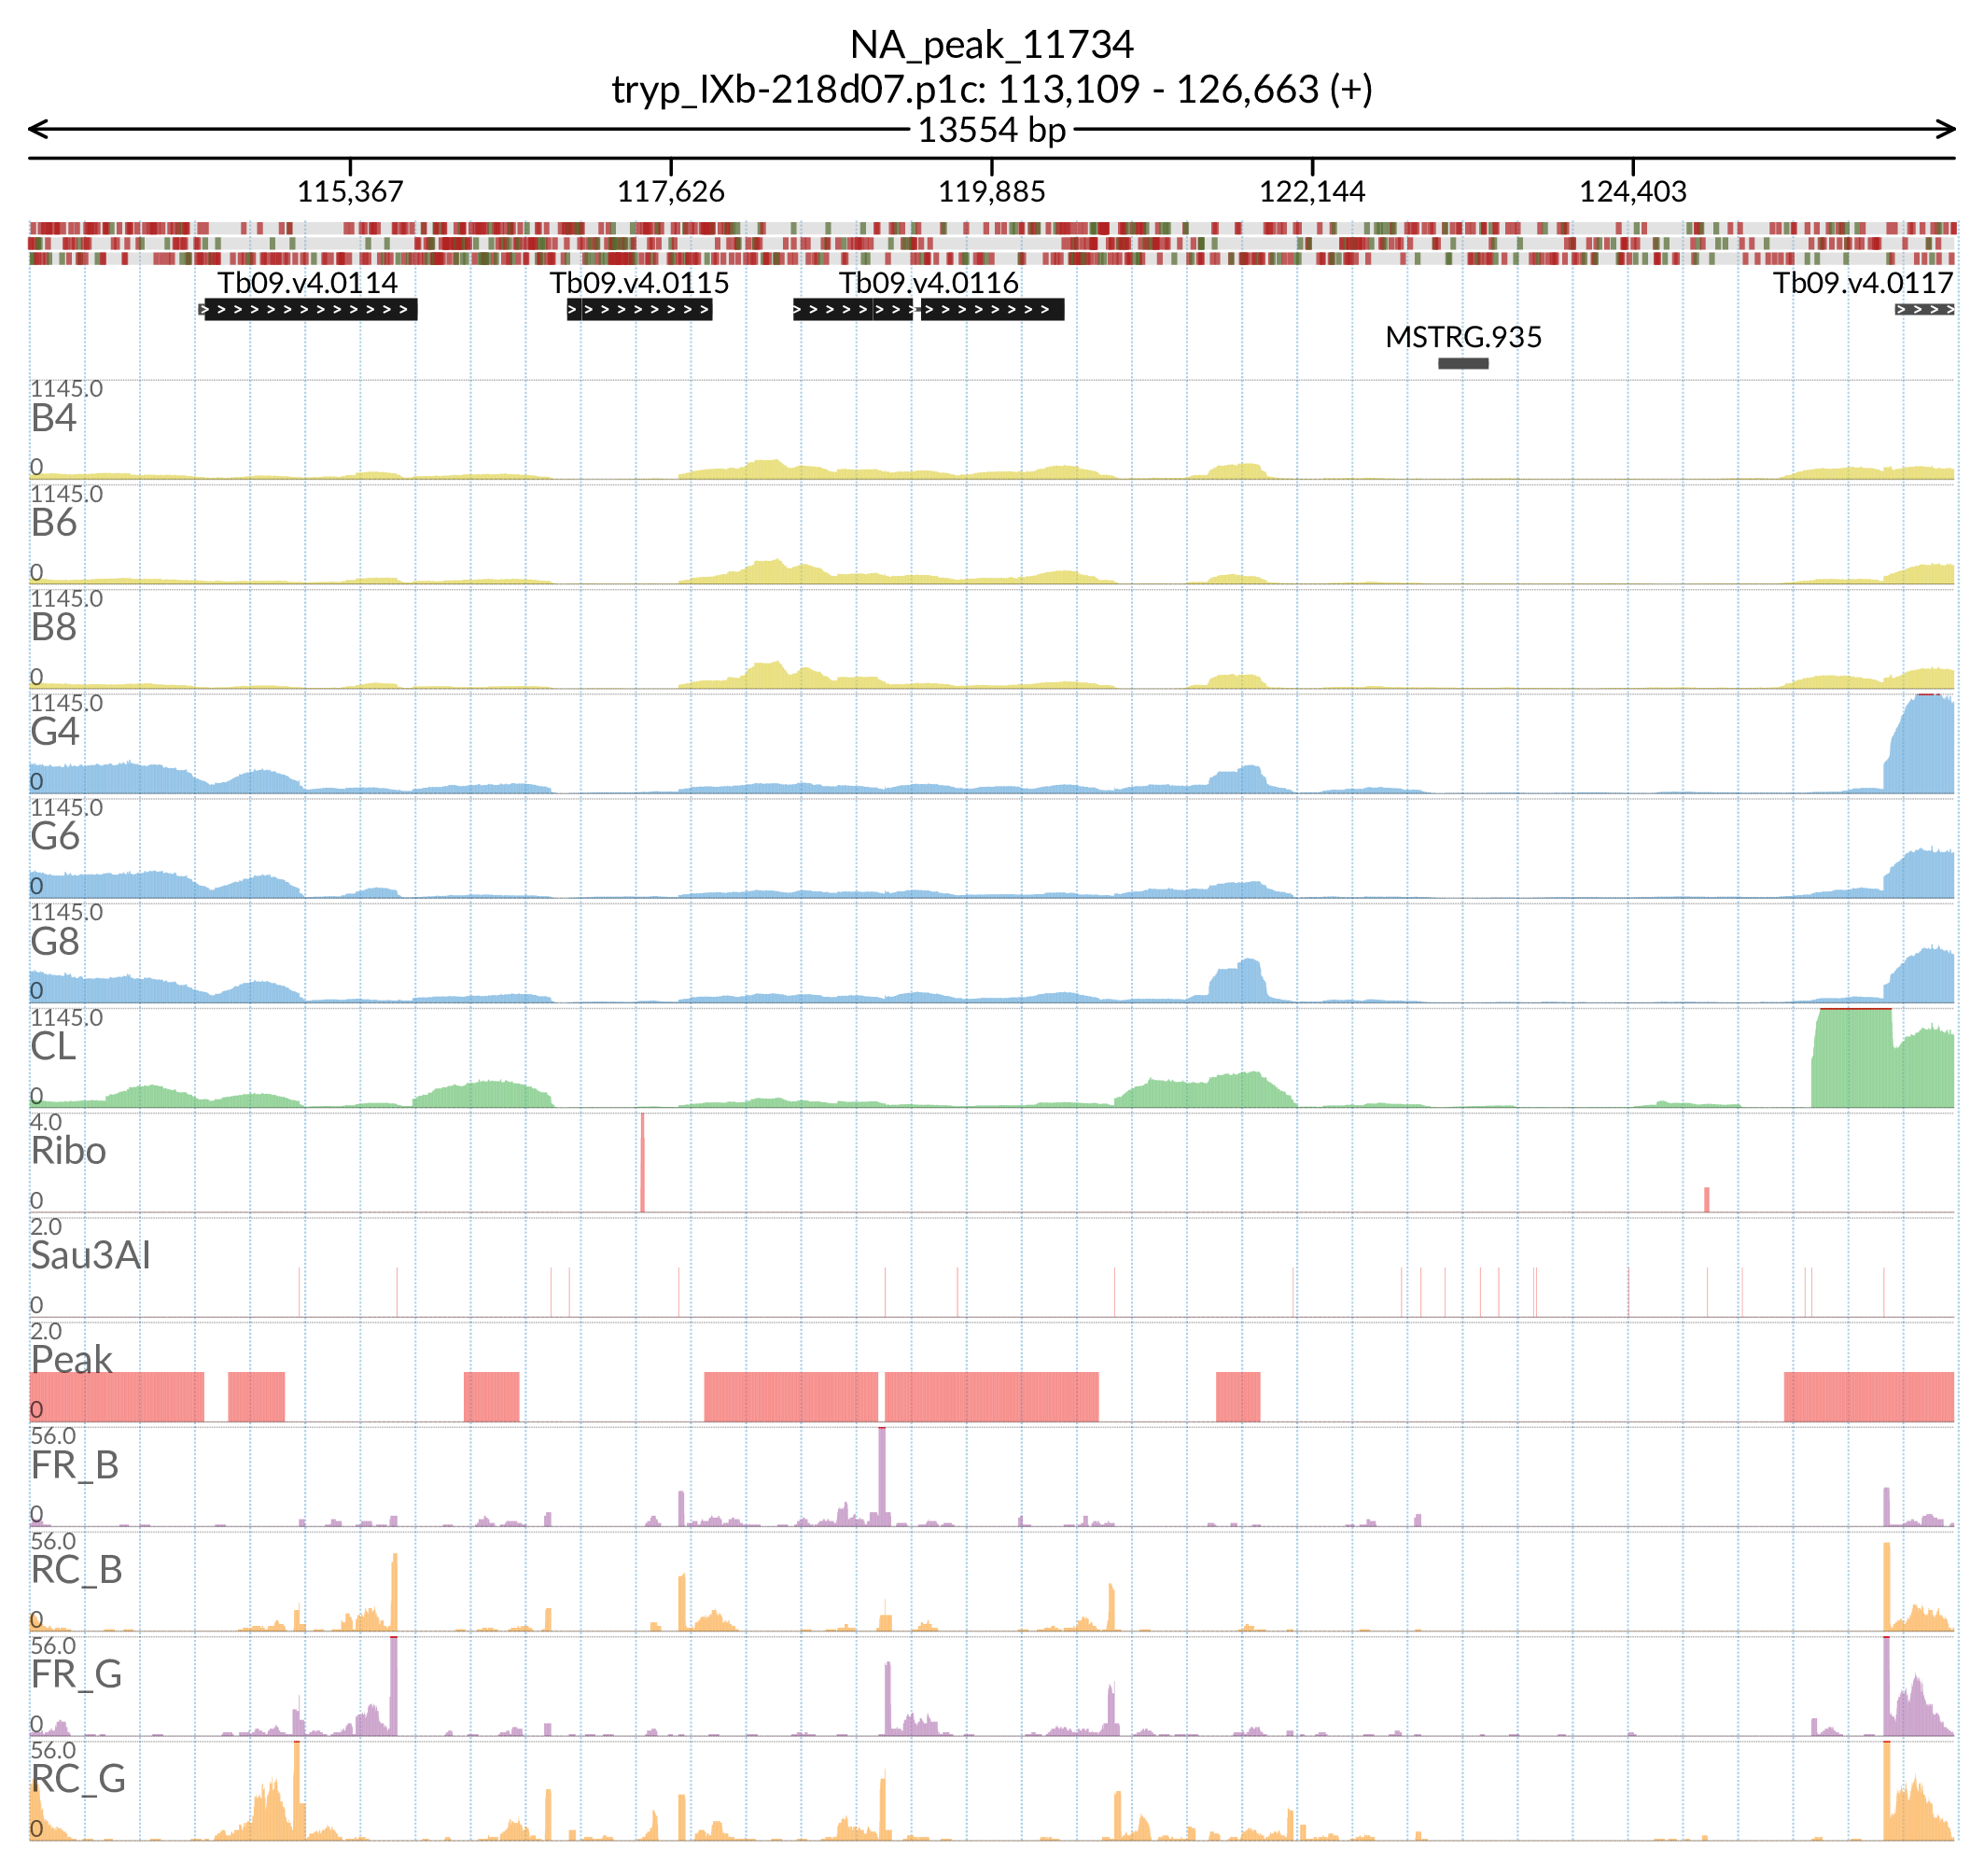 NA_peak_11734
tryp_IXb-218d07.p1c: 113,109 - 126,663 (+)
13554 bp
115,367 117,626 119,885 122,144 124,403
Tb09.v4.0114 Tb09.v4.0115 Tb09.v4.0116 Tb09.v4.0117
MSTRG.935
1145.0
B4
0
1145.0
B6
0
1145.0
B8
0
1145.0
G4
0
1145.0
G6
0
1145.0
G8
0
1145.0
CL
0
4.0
Ribo
0
2.0
Sau3AI
0
2.0
Peak
0
56.0
FR_B
0
56.0
RC_B
0
56.0
FR_G
0
56.0
RC_G
0